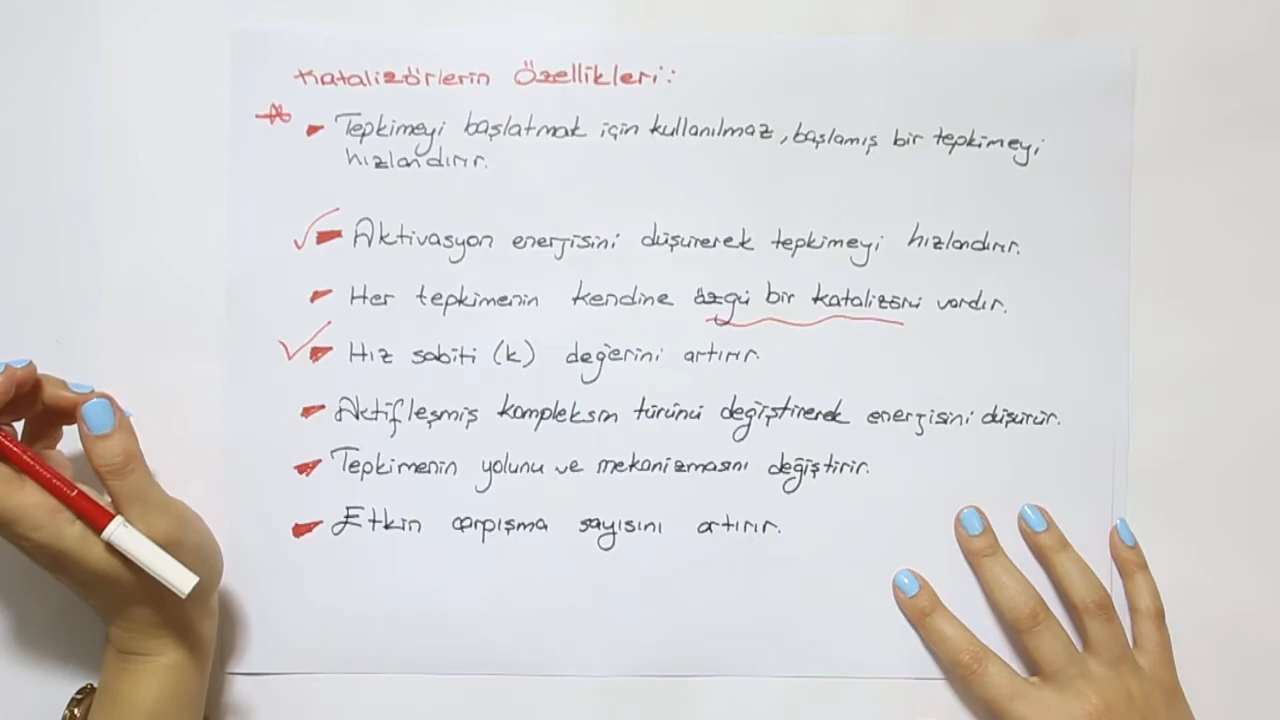 Katalizörlerin Özellikleri:
Tepkimeyi başlatmak için kullanılmaz, başlamış bir tepkimeyi
hızlandırır.
Aktivasyon energisini düşürerek tepkimeyi hızlandırır.
Her tepkimenin kendine özgü bir katalizörü vardır.
Hız sabiti (k) değerini artırır.
Aktifleşmiş kompleksin türünü değiştirerek energisini düşürür.
Tepkimenin yolunu ve mekanizmasını değiştirir.
Etkin çarpışma sayısını artırır.